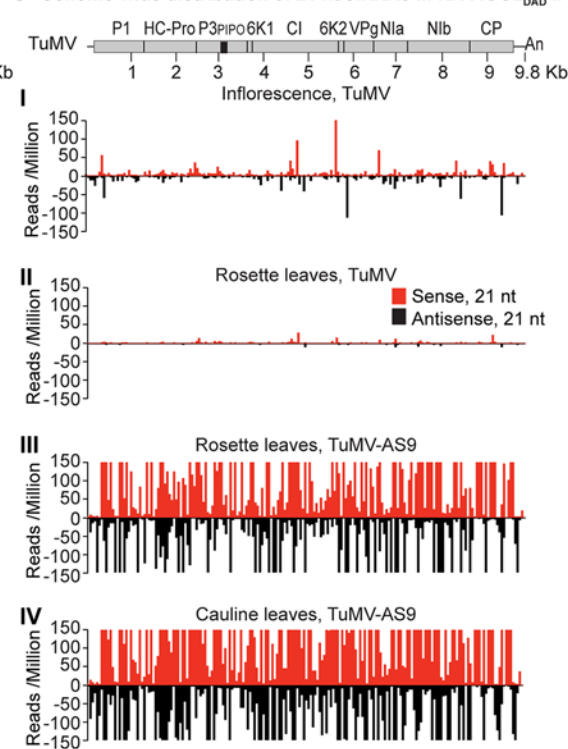 P1 HC-Pro P3PIPO 6K1 CI 6K2 VPg NIa NIb CP
TuMV An
Kb 1 2 3 4 5 6 7 8 9 9.8 Kb
I Inflorescence, TuMV
150
100
50
0
-50
-100
-150
Reads /Million
II Rosette leaves, TuMV
150
100
50
0
-50
-100
-150
Reads /Million
Sense, 21 nt
Antisense, 21 nt
III Rosette leaves, TuMV-AS9
150
100
50
0
-50
-100
-150
Reads /Million
IV Cauline leaves, TuMV-AS9
150
100
50
0
-50
-100
-150
Reads /Million